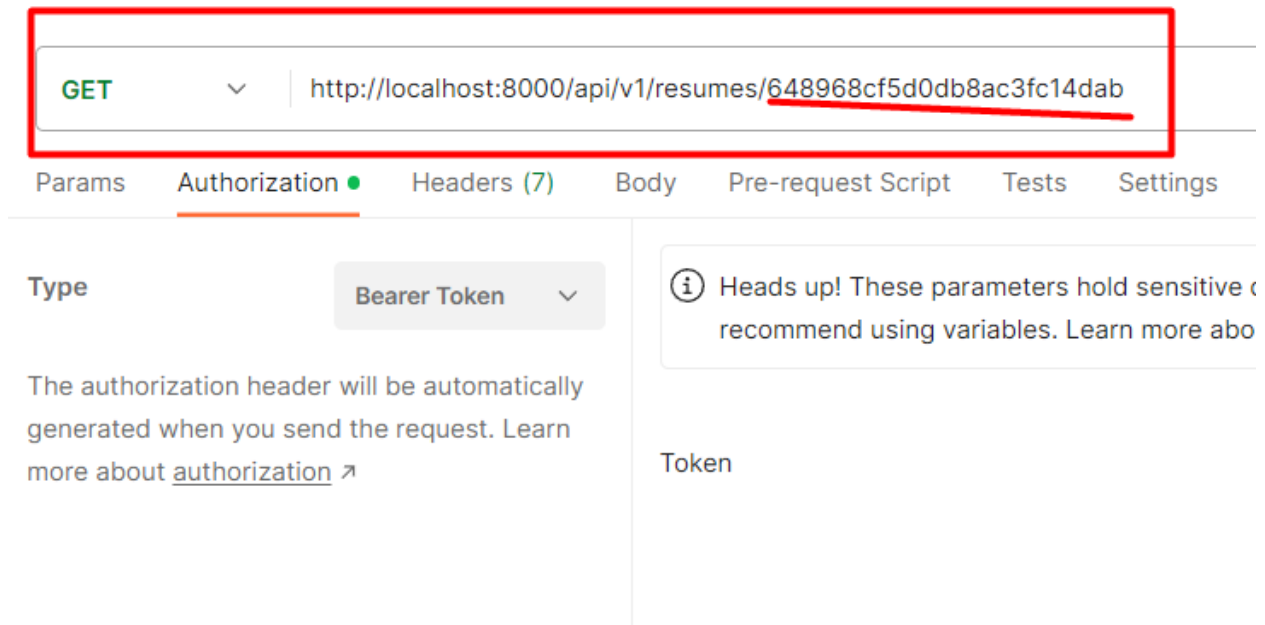 GET http://localhost:8000/api/v1/resumes/648968cf5d0db8ac3fc14dab
Params Authorization Headers (7) Body Pre-request Script Tests Settings
Type Bearer Token
The authorization header will be automatically
generated when you send the request. Learn
more about authorization ↗
Heads up! These parameters hold sensitive
recommend using variables. Learn more abo
Token